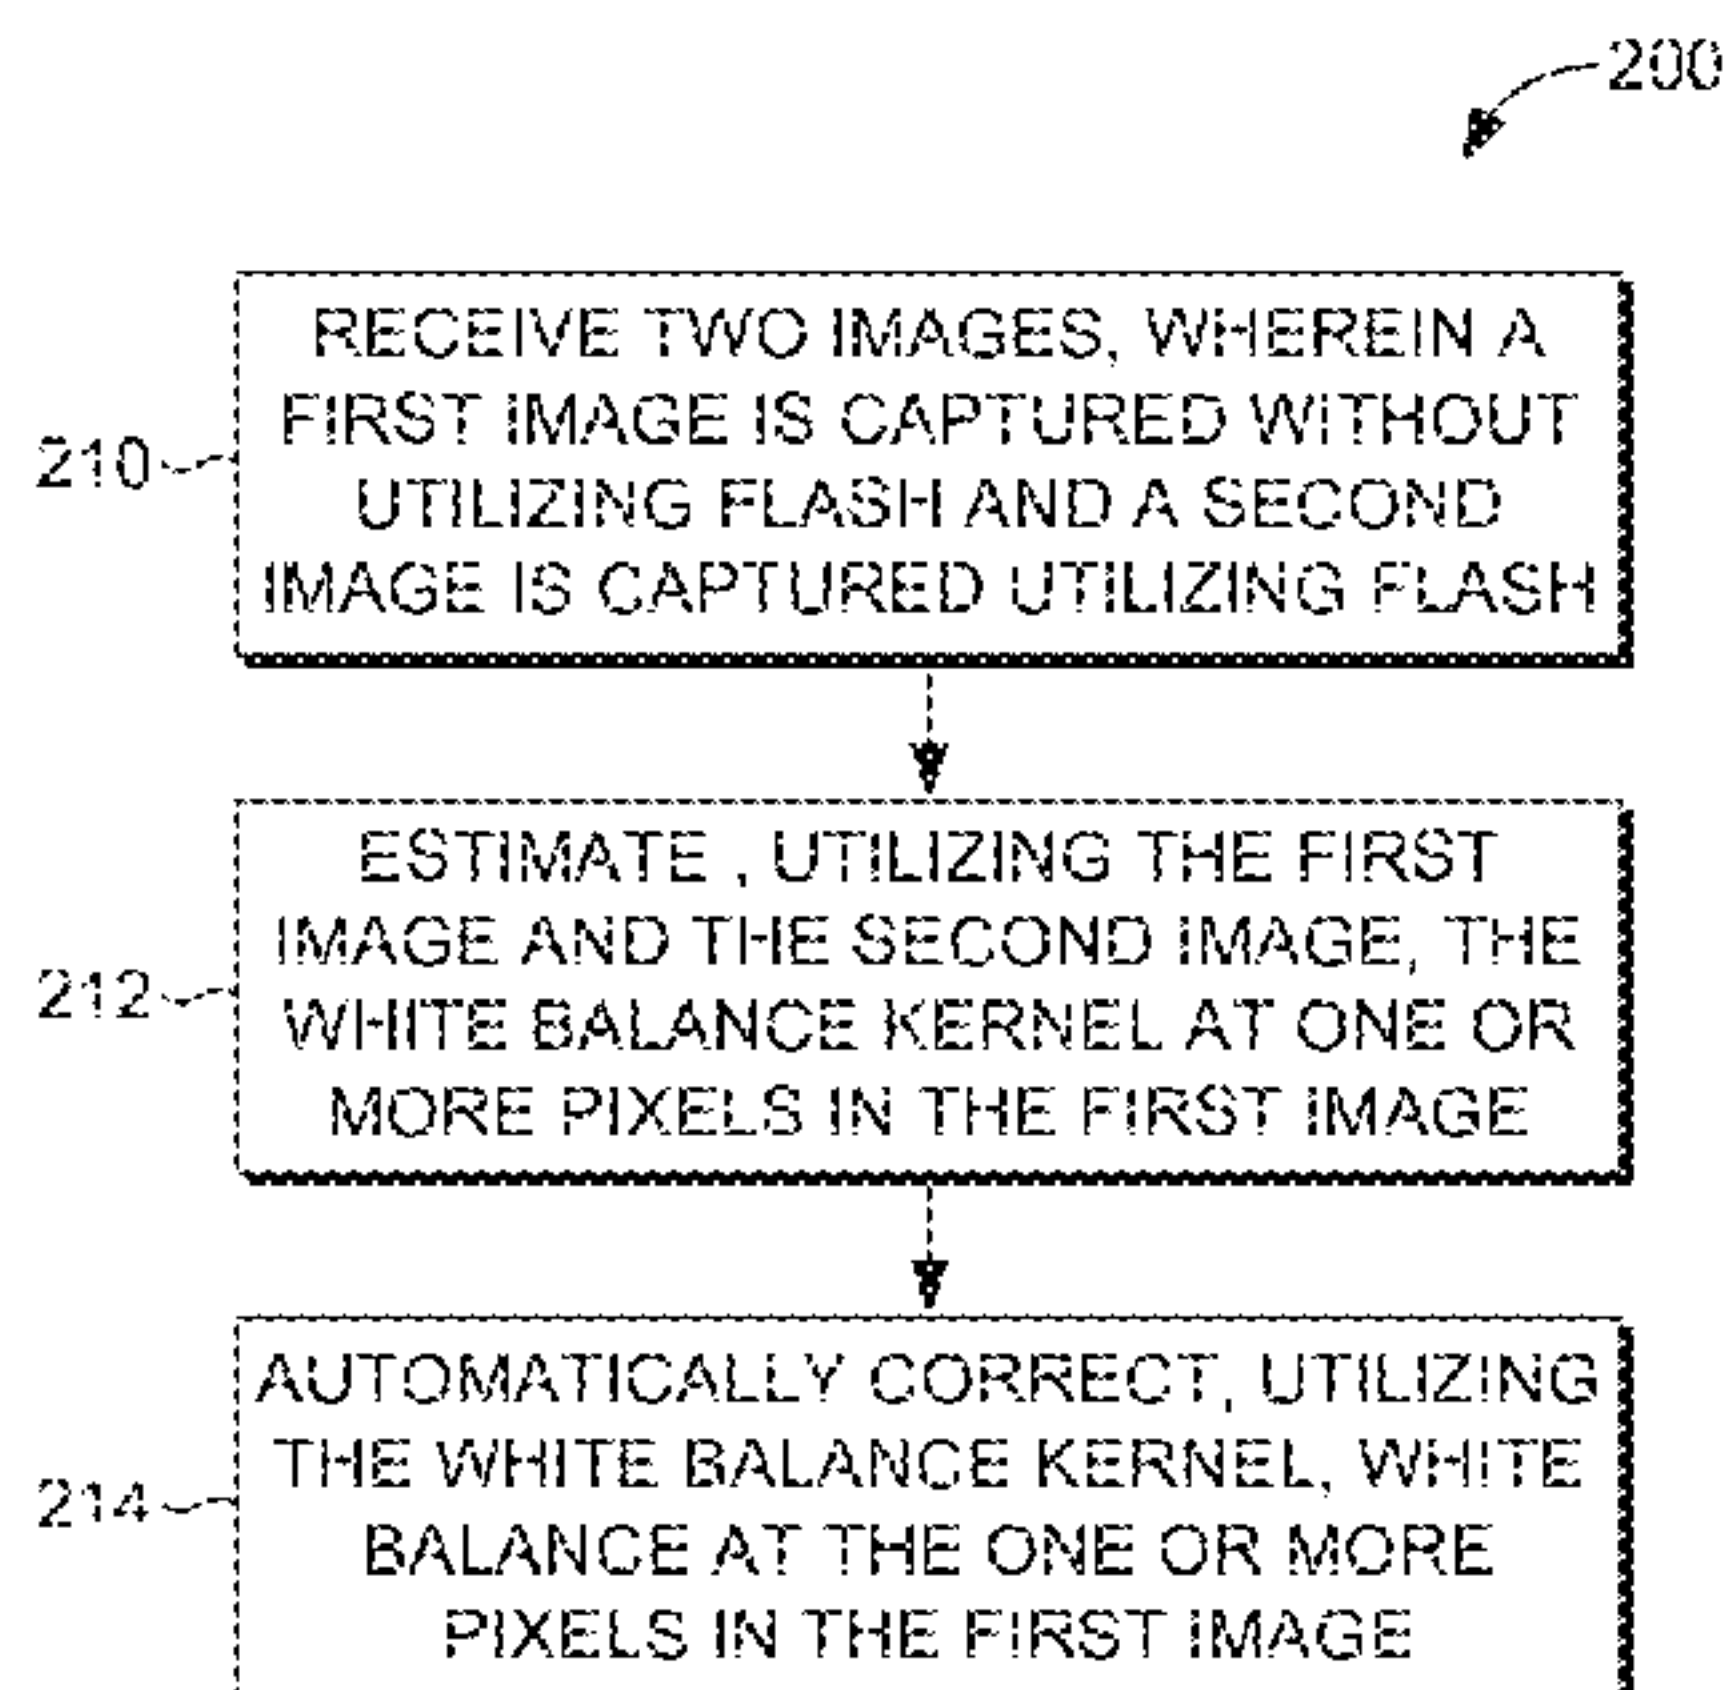 200
RECEIVE TWO IMAGES, WHEREIN A
FIRST IMAGE IS CAPTURED WITHOUT
UTILIZING FLASH AND A SECOND
IMAGE IS CAPTURED UTILIZING FLASH
210
ESTIMATE , UTILIZING THE FIRST
IMAGE AND THE SECOND IMAGE, THE
WHITE BALANCE KERNEL AT ONE OR
MORE PIXELS IN THE FIRST IMAGE
212
AUTOMATICALLY CORRECT, UTILIZING
THE WHITE BALANCE KERNEL, WHITE
BALANCE AT THE ONE OR MORE
PIXELS IN THE FIRST IMAGE
214